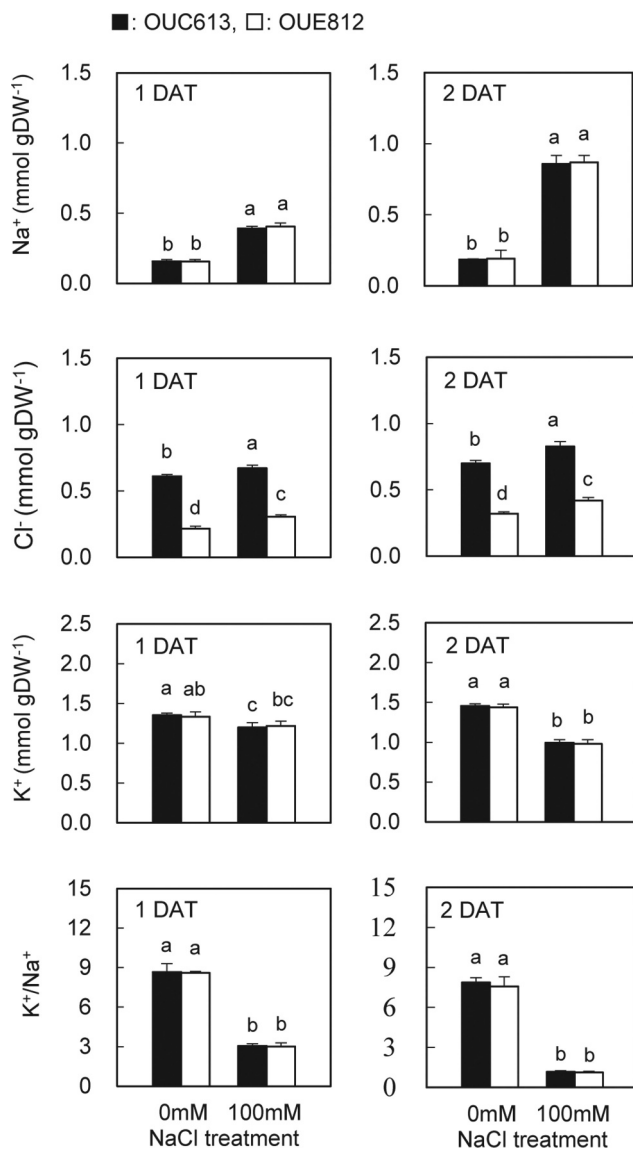 ■: OUC613, □: OUE812
Na⁺ (mmol gDW⁻¹)
1.5
1.0
0.5
0.0
1 DAT
b b a a
1.5
1.0
0.5
0.0
2 DAT
b b a a
Cl⁻ (mmol gDW⁻¹)
1.5
1.0
0.5
0.0
1 DAT
b d a c
1.5
1.0
0.5
0.0
2 DAT
b d a c
K⁺ (mmol gDW⁻¹)
2.5
2.0
1.5
1.0
0.5
0.0
1 DAT
a ab c bc
2.5
2.0
1.5
1.0
0.5
0.0
2 DAT
a a b b
K⁺/Na⁺
15
12
9
6
3
0
1 DAT
a a b b
0mM 100mM
NaCl treatment
15
12
9
6
3
0
2 DAT
a a b b
0mM 100mM
NaCl treatment